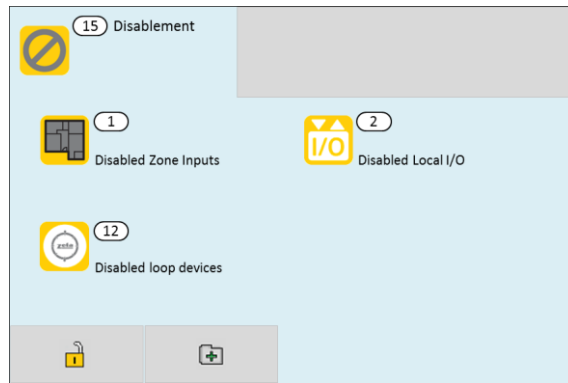 15 Disablement
1
Disabled Zone Inputs
2
I/O
Disabled Local I/O
12
Disabled loop devices